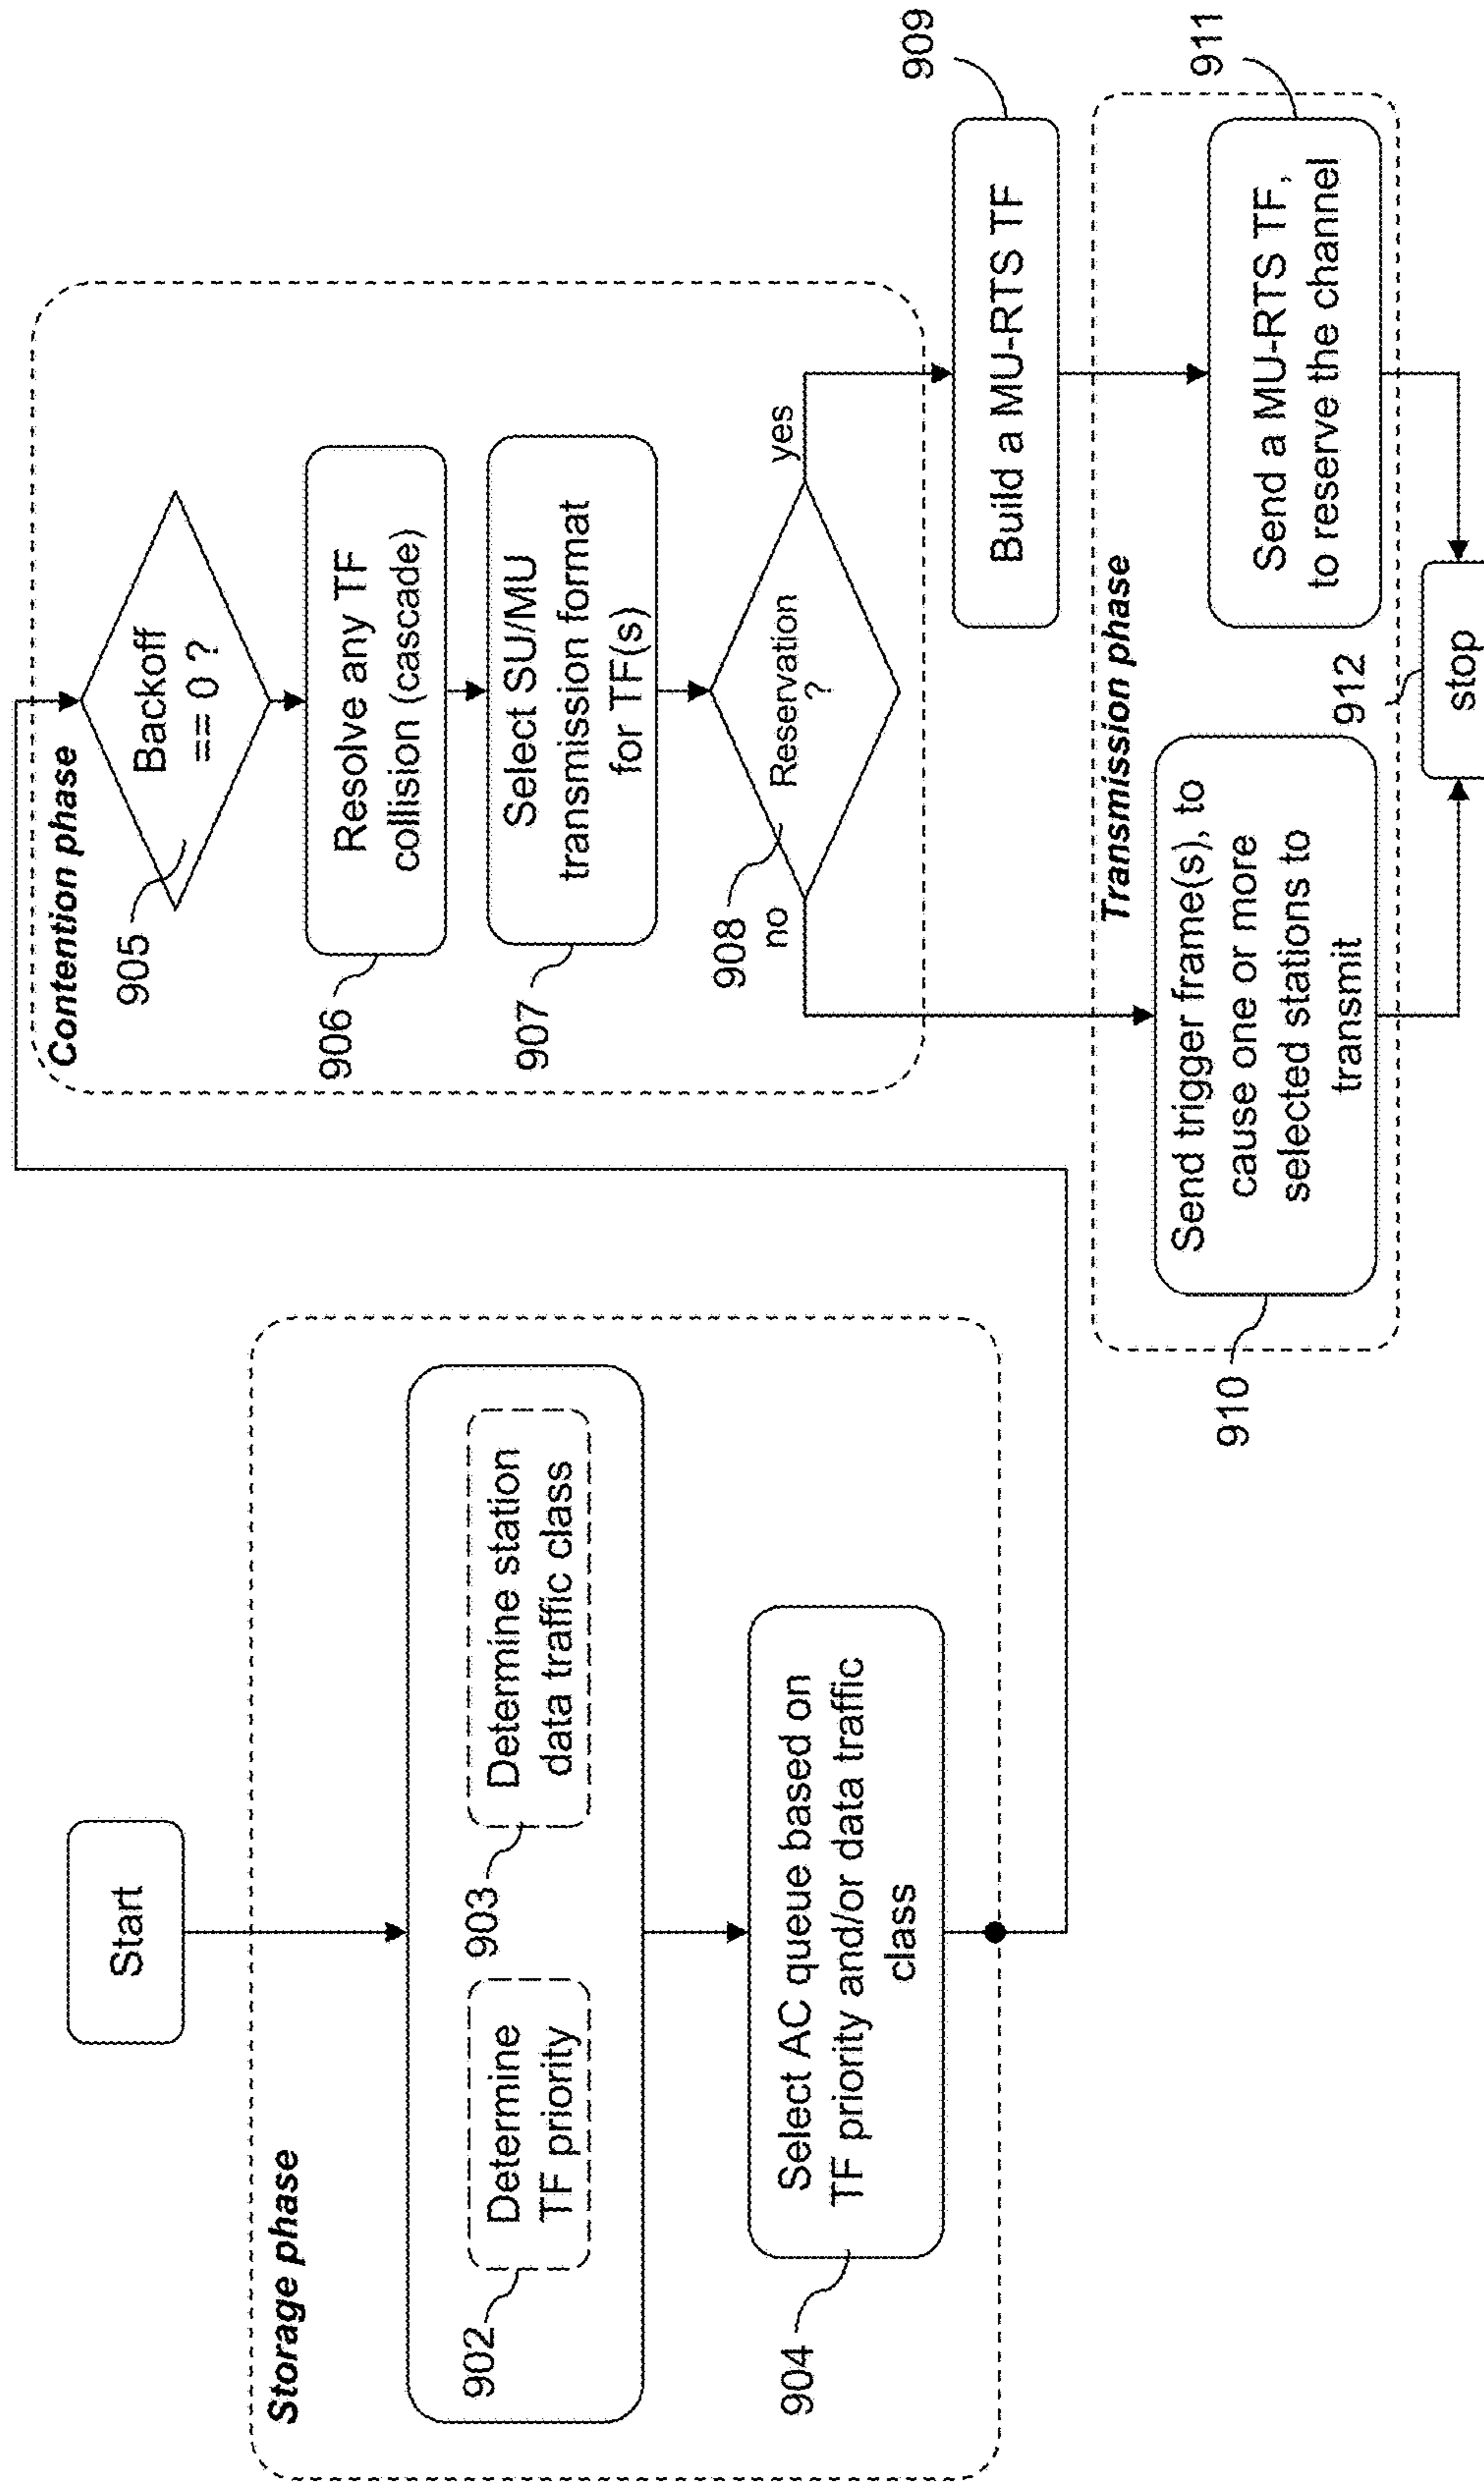 Start
Storage phase
902
Determine
TF priority
903
Determine station
data traffic class
904
Select AC queue based on
TF priority and/or data traffic
class
Contention phase
905
Backoff
== 0 ?
906
Resolve any TF
collision (cascade)
907
Select SU/MU
transmission format
for TF(s)
908
Reservation
?
no
yes
909
Build a MU-RTS TF
Transmission phase
910
Send trigger frame(s), to
cause one or more
selected stations to
transmit
911
Send a MU-RTS TF,
to reserve the channel
912
stop